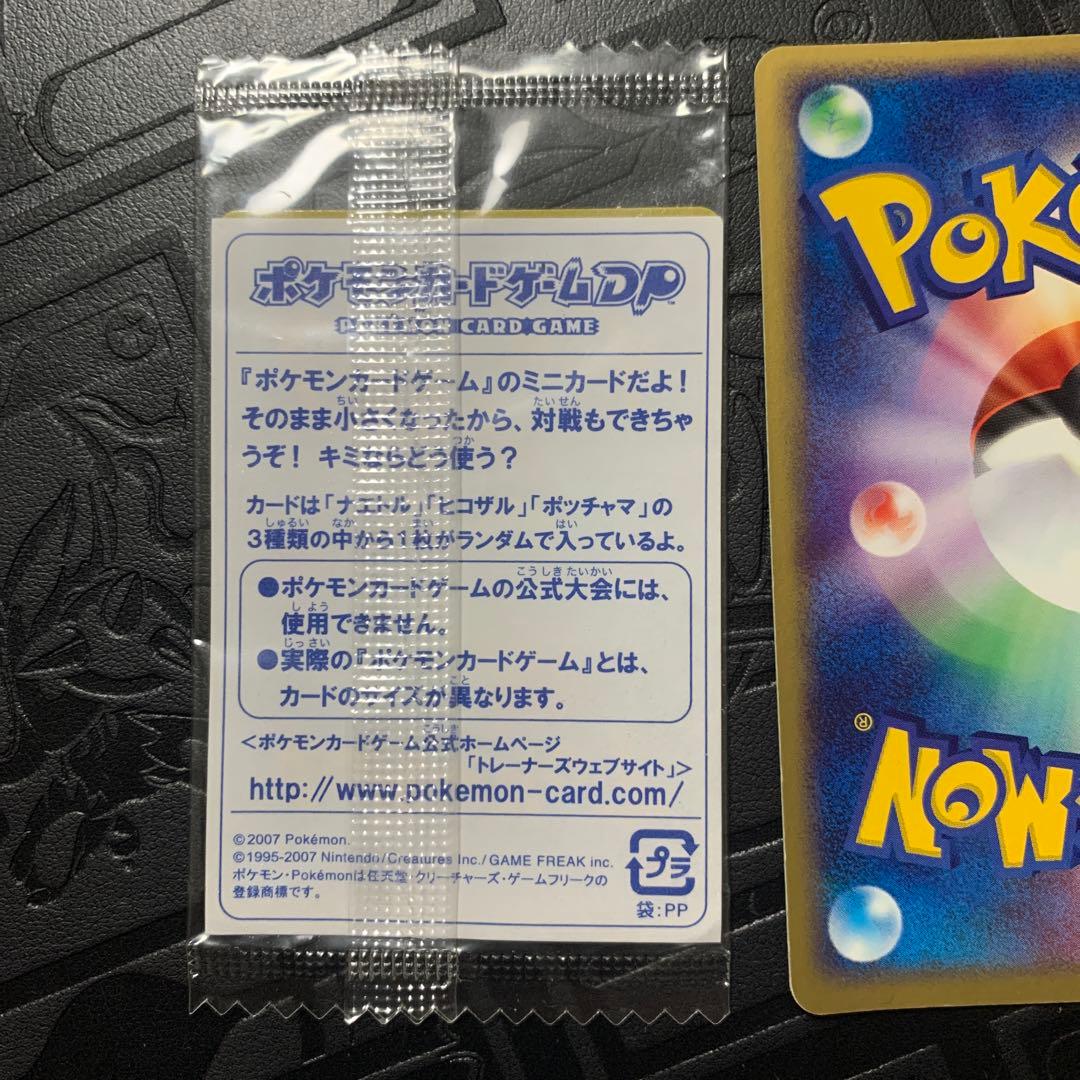 ポケモンカードゲームDP™
POKÉMON CARD GAME
『ポケモンカードゲーム』のミニカードだよ！
そのまま小さくなったから、対戦もできちゃ
うぞ！ キミならどう使う？
カードは「ナエトル」「ヒコザル」「ポッチャマ」の
3種類の中から1枚がランダムで入っているよ。
●ポケモンカードゲームの公式大会には、
使用できません。
●実際の『ポケモンカードゲーム』とは、
カードのサイズが異なります。
＜ポケモンカードゲーム公式ホームページ
「トレーナーズウェブサイト」＞
http://www.pokemon-card.com/
©2007 Pokémon.
©1995-2007 Nintendo/Creatures Inc./GAME FREAK inc.
ポケモン・Pokémonは任天堂・クリーチャーズ・ゲームフリークの
登録商標です。
プラ
袋:PP
POKé
®
NOW